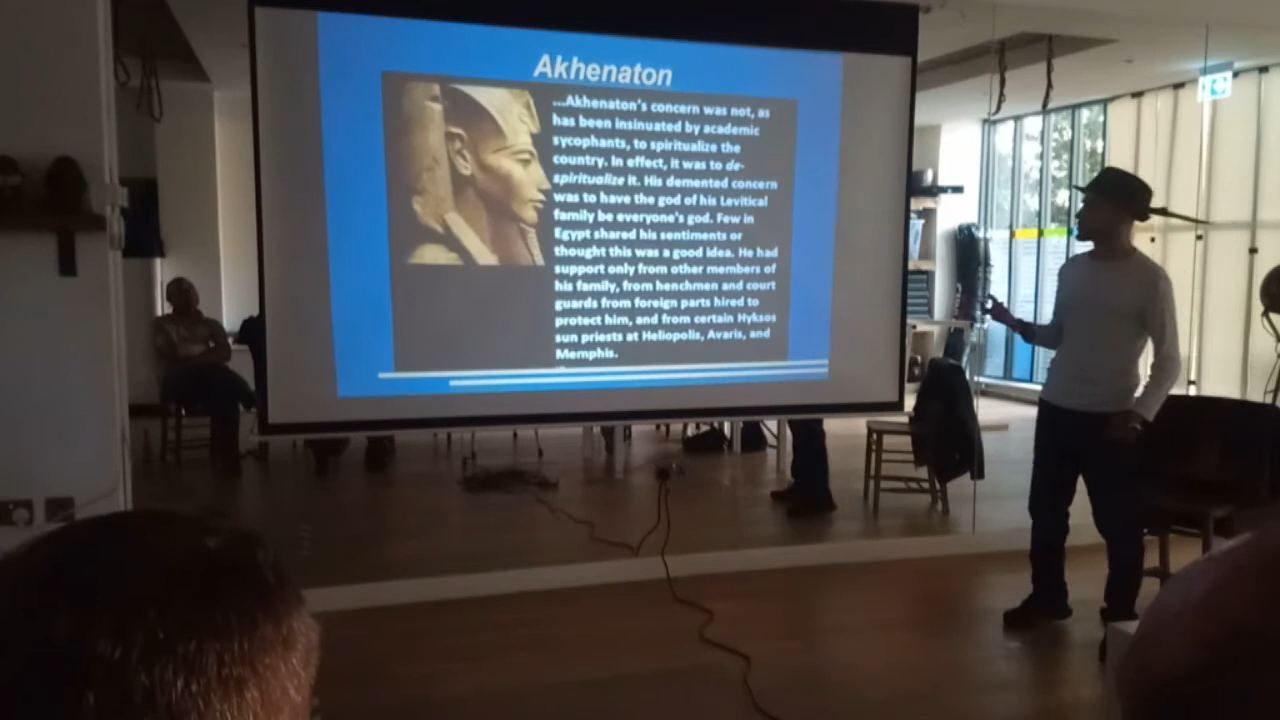 Akhenaton
...Akhenaton's concern was not, as
has been insinuated by academic
sycophants, to spiritualize the
country. In effect, it was to de-
spiritualize it. His demented concern
was to have the god of his Levitical
family be everyone's god. Few in
Egypt shared his sentiments or
thought this was a good idea. He had
support only from other members of
his family, from henchmen and court
guards from foreign parts hired to
protect him, and from certain Hyksos
sun priests at Heliopolis, Avaris, and
Memphis.